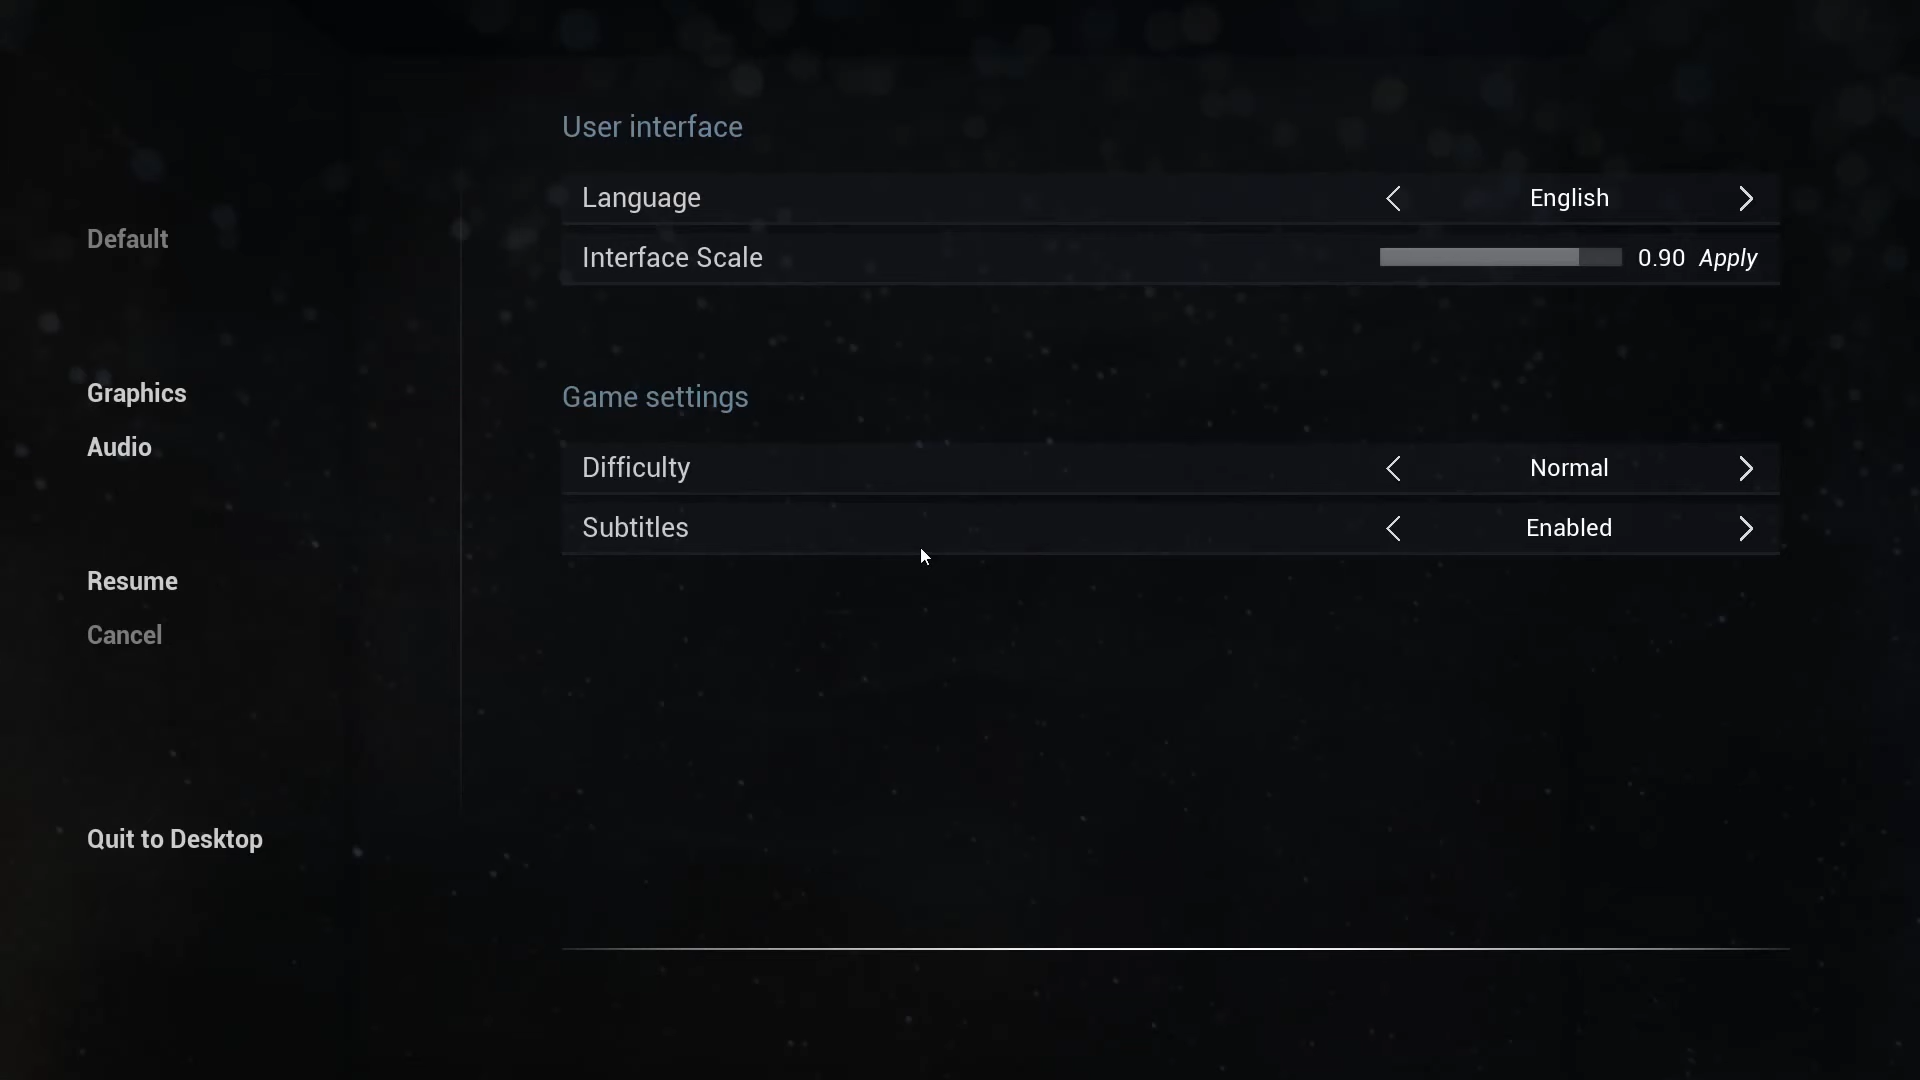 User interface
Language English
Interface Scale 0.90 Apply
Default
Graphics
Audio
Game settings
Difficulty Normal
Subtitles Enabled
Resume
Cancel
Quit to Desktop